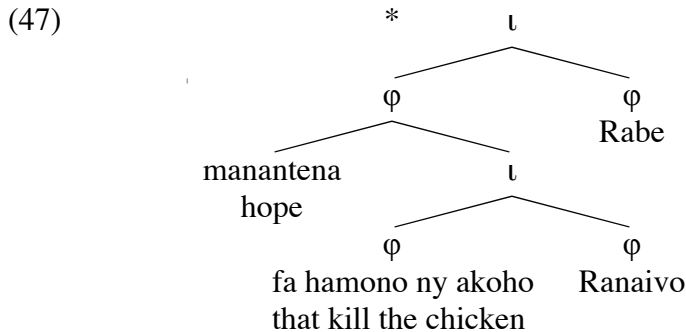 (47) * ι
φ φ
Rabe
manantena ι
hope
φ φ
fa hamono ny akoho Ranaivo
that kill the chicken